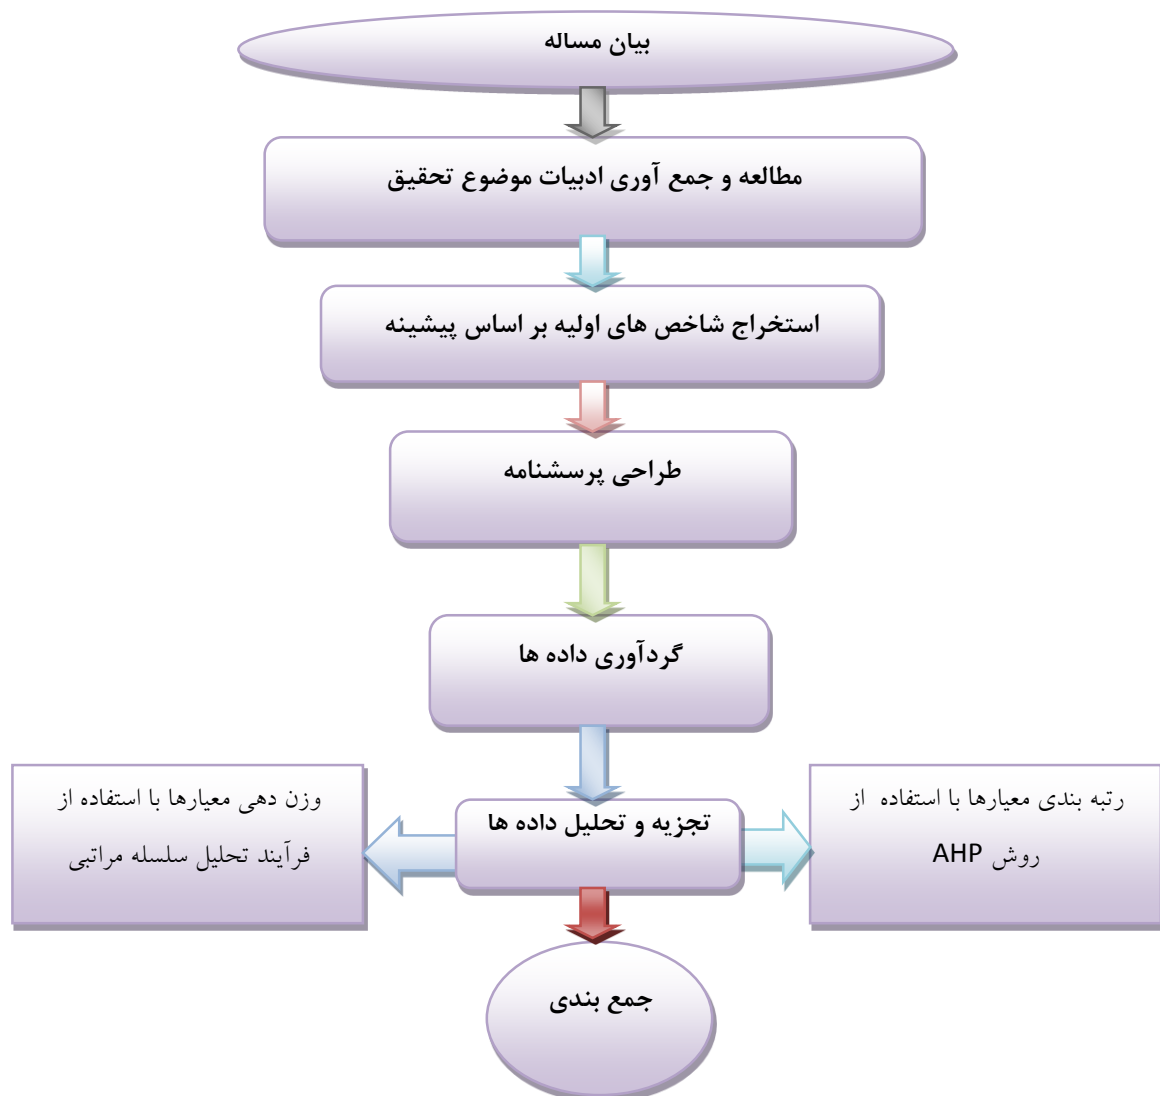 بیان مساله
مطالعه و جمع آوری ادبیات موضوع تحقیق
استخراج شاخص های اولیه بر اساس پیشینه
طراحی پرسشنامه
گردآوری داده ها
تجزیه و تحلیل داده ها
رتبه بندی معیارها با استفاده از
روش AHP
وزن دهی معیارها با استفاده از
فرآیند تحلیل سلسله مراتبی
جمع بندی